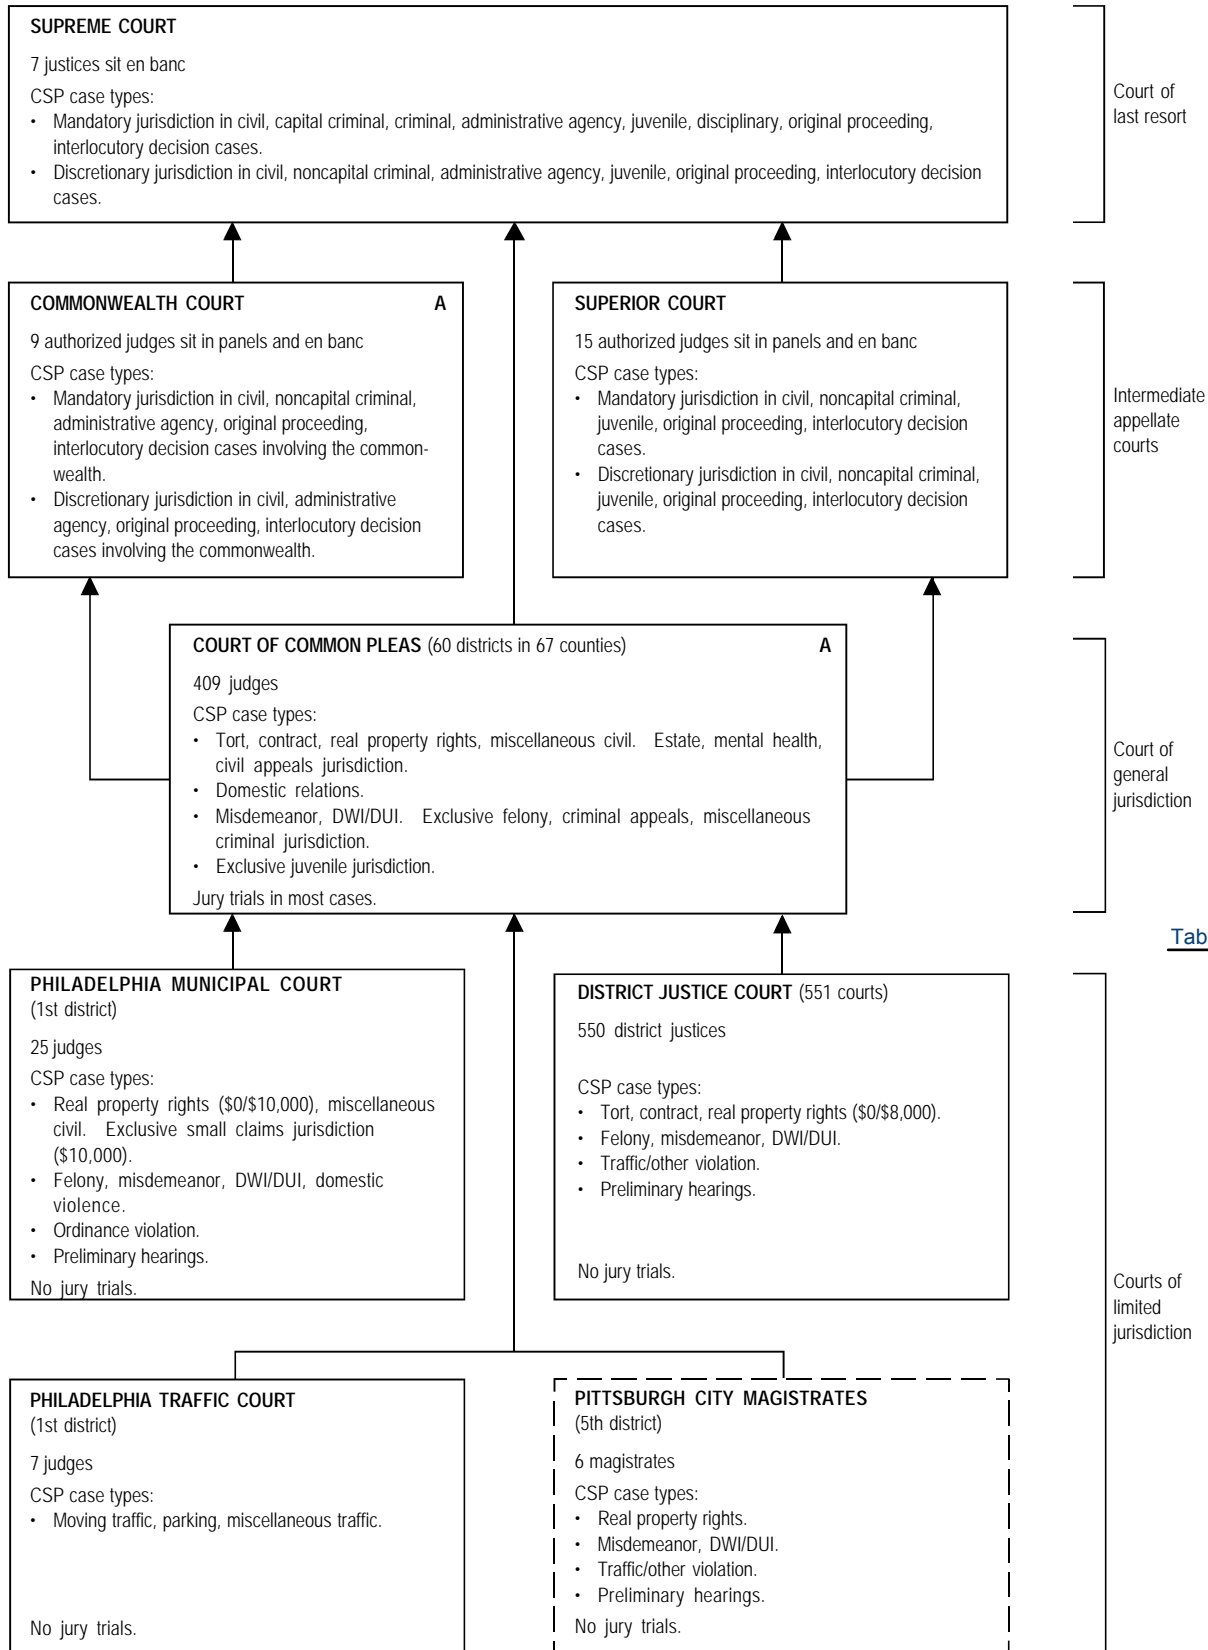 SUPREME COURT
7 justices sit en banc
CSP case types:
• Mandatory jurisdiction in civil, capital criminal, criminal, administrative agency, juvenile, disciplinary, original proceeding,
interlocutory decision cases.
• Discretionary jurisdiction in civil, noncapital criminal, administrative agency, juvenile, original proceeding, interlocutory decision
cases.
Court of
last resort
COMMONWEALTH COURT A
9 authorized judges sit in panels and en banc
CSP case types:
• Mandatory jurisdiction in civil, noncapital criminal,
administrative agency, original proceeding,
interlocutory decision cases involving the common-
wealth.
• Discretionary jurisdiction in civil, administrative
agency, original proceeding, interlocutory decision
cases involving the commonwealth.
SUPERIOR COURT
15 authorized judges sit in panels and en banc
CSP case types:
• Mandatory jurisdiction in civil, noncapital criminal,
juvenile, original proceeding, interlocutory decision
cases.
• Discretionary jurisdiction in civil, noncapital criminal,
juvenile, original proceeding, interlocutory decision
cases.
Intermediate
appellate
courts
COURT OF COMMON PLEAS (60 districts in 67 counties) A
409 judges
CSP case types:
• Tort, contract, real property rights, miscellaneous civil. Estate, mental health,
civil appeals jurisdiction.
• Domestic relations.
• Misdemeanor, DWI/DUI. Exclusive felony, criminal appeals, miscellaneous
criminal jurisdiction.
• Exclusive juvenile jurisdiction.
Jury trials in most cases.
Court of
general
jurisdiction
Tab
PHILADELPHIA MUNICIPAL COURT
(1st district)
25 judges
CSP case types:
• Real property rights ($0/$10,000), miscellaneous
civil. Exclusive small claims jurisdiction
($10,000).
• Felony, misdemeanor, DWI/DUI, domestic
violence.
• Ordinance violation.
• Preliminary hearings.
No jury trials.
DISTRICT JUSTICE COURT (551 courts)
550 district justices
CSP case types:
• Tort, contract, real property rights ($0/$8,000).
• Felony, misdemeanor, DWI/DUI.
• Traffic/other violation.
• Preliminary hearings.
No jury trials.
Courts of
limited
jurisdiction
PHILADELPHIA TRAFFIC COURT
(1st district)
7 judges
CSP case types:
• Moving traffic, parking, miscellaneous traffic.
No jury trials.
PITTSBURGH CITY MAGISTRATES
(5th district)
6 magistrates
CSP case types:
• Real property rights.
• Misdemeanor, DWI/DUI.
• Traffic/other violation.
• Preliminary hearings.
No jury trials.